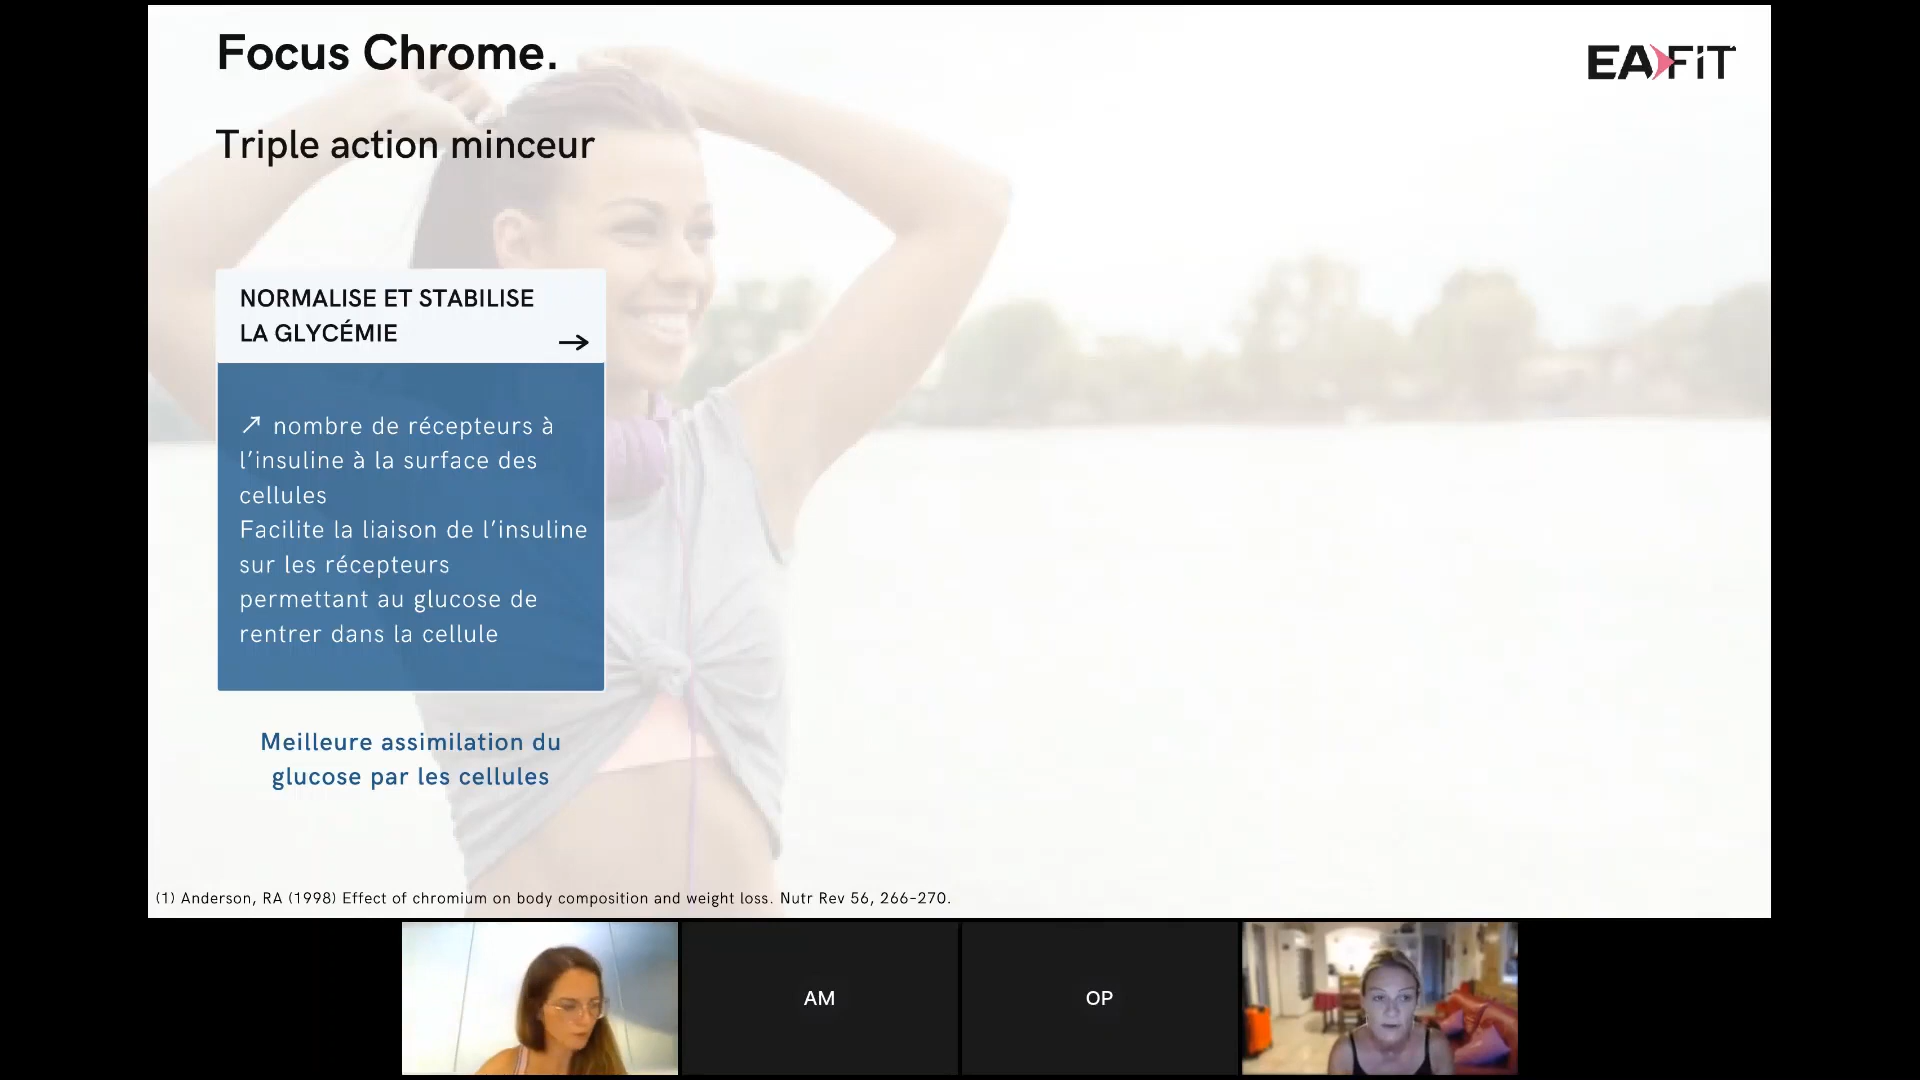 Focus Chrome.
EAFIT
Triple action minceur
NORMALISE ET STABILISE
LA GLYCÉMIE
→
↗ nombre de récepteurs à
l’insuline à la surface des
cellules
Facilite la liaison de l’insuline
sur les récepteurs
permettant au glucose de
rentrer dans la cellule
Meilleure assimilation du
glucose par les cellules
(1) Anderson, RA (1998) Effect of chromium on body composition and weight loss. Nutr Rev 56, 266-270.
AM
OP